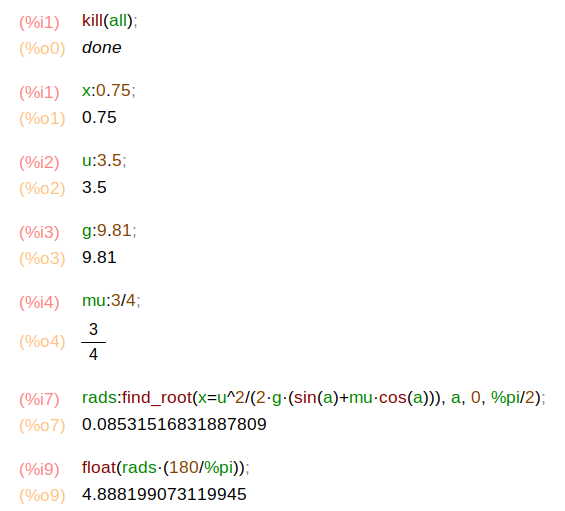 (%i1) kill(all);
(%o0) done
(%i1) x:0.75;
(%o1) 0.75
(%i2) u:3.5;
(%o2) 3.5
(%i3) g:9.81;
(%o3) 9.81
(%i4) mu:3/4;
(%o4) 3/4
(%i7) rads:find_root(x=u^2/(2·g·(sin(a)+mu·cos(a))), a, 0, %pi/2);
(%o7) 0.08531516831887809
(%i9) float(rads·(180/%pi));
(%o9) 4.888199073119945